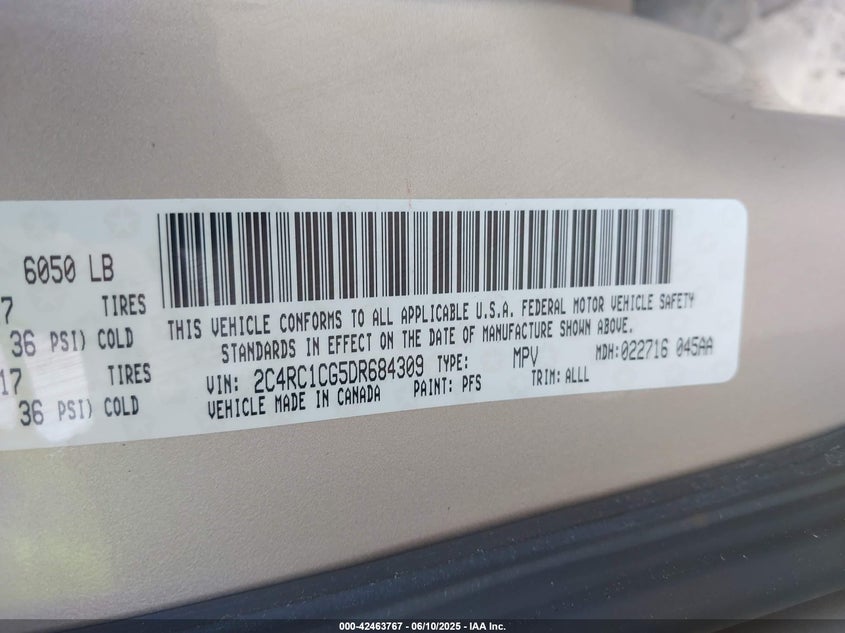 6050 LB
7 TIRES
36 PSI) COLD
17 TIRES
36 PSI) COLD
THIS VEHICLE CONFORMS TO ALL APPLICABLE U.S.A. FEDERAL MOTOR VEHICLE SAFETY
STANDARDS IN EFFECT ON THE DATE OF MANUFACTURE SHOWN ABOVE.
VIN: 2C4RC1CG5DR684309 TYPE: MPV MDH:022716 045AA
VEHICLE MADE IN CANADA PAINT: PFS TRIM: ALLL
000-42463767 — 06/10/2025 — IAA Inc.